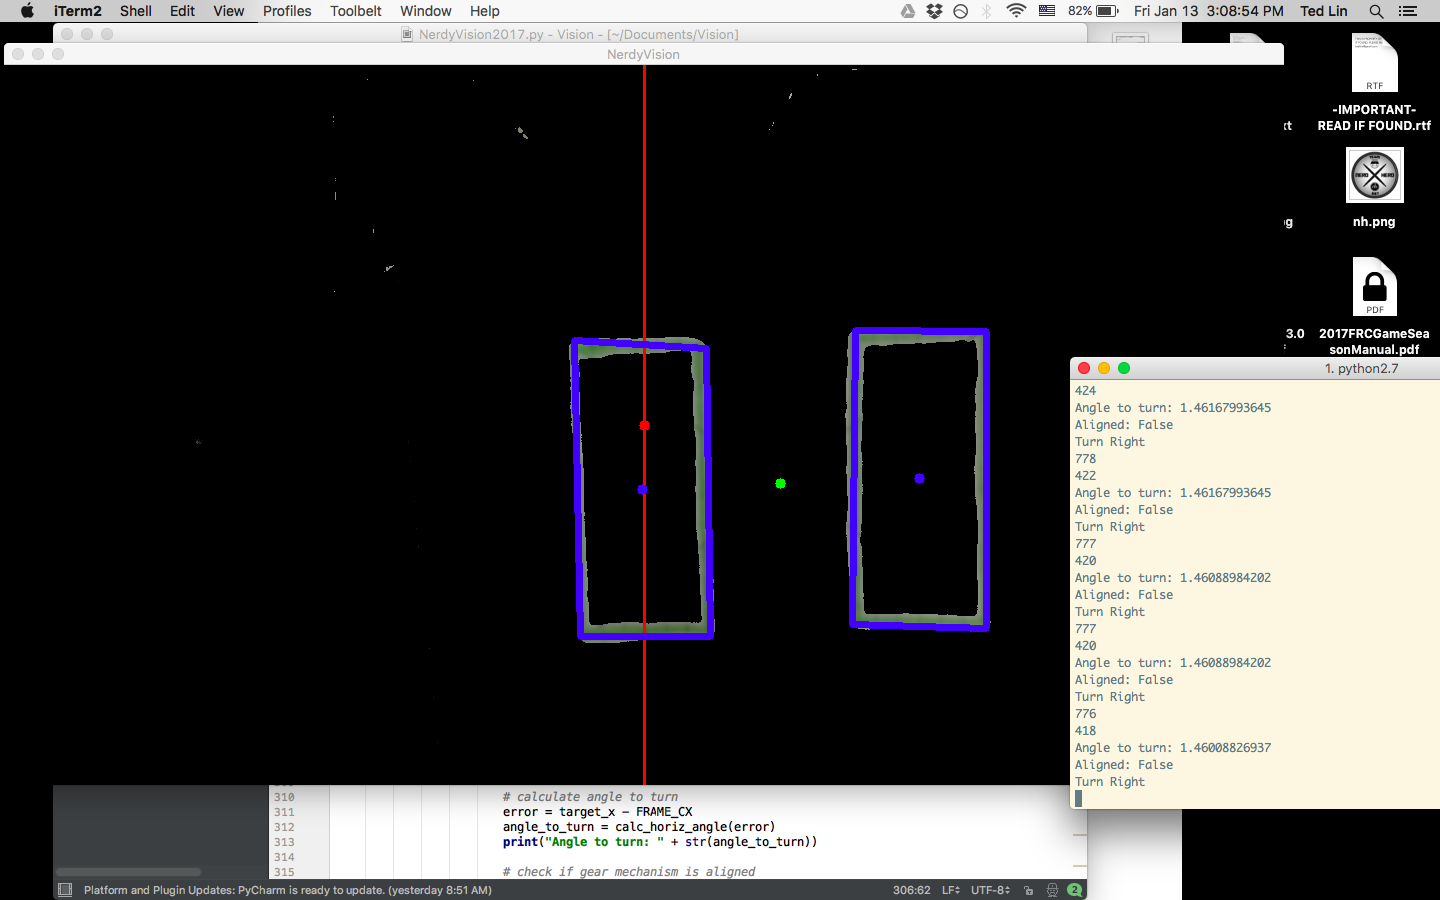 iTerm2 Shell Edit View Profiles Toolbelt Window Help 82% Fri Jan 13 3:08:54 PM Ted Lin
NerdyVision2017.py - Vision - [~/Documents/Vision]
NerdyVision
RTF
-IMPORTANT-
READ IF FOUND.rtf
nh.png
PDF
3.0
2017FRCGameSea
sonManual.pdf
1. python2.7
424
Angle to turn: 1.46167993645
Aligned: False
Turn Right
778
422
Angle to turn: 1.46167993645
Aligned: False
Turn Right
777
420
Angle to turn: 1.46088984202
Aligned: False
Turn Right
777
420
Angle to turn: 1.46088984202
Aligned: False
Turn Right
776
418
Angle to turn: 1.46008826937
Aligned: False
Turn Right
310 # calculate angle to turn
311 error = target_x - FRAME_CX
312 angle_to_turn = calc_horiz_angle(error)
313 print("Angle to turn: " + str(angle_to_turn))
314
315 # check if gear mechanism is aligned
Platform and Plugin Updates: PyCharm is ready to update. (yesterday 8:51 AM) 306:62 LF UTF-8 2